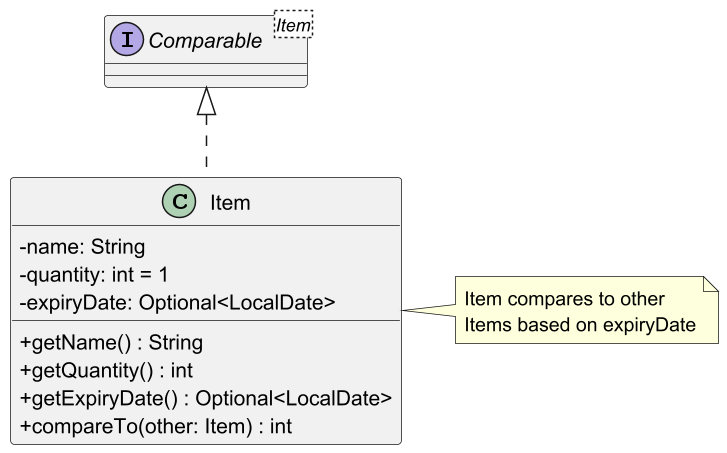 Item
I Comparable
C Item
-name: String
-quantity: int = 1
-expiryDate: Optional<LocalDate>
+getName() : String
+getQuantity() : int
+getExpiryDate() : Optional<LocalDate>
+compareTo(other: Item) : int
Item compares to other
Items based on expiryDate